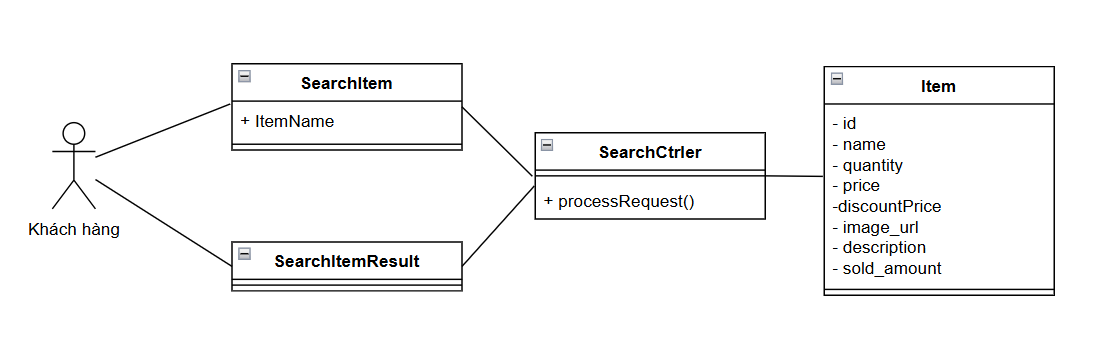 Khách hàng
SearchItem
+ ItemName
SearchItemResult
SearchCtrler
+ processRequest()
Item
- id
- name
- quantity
- price
-discountPrice
- image_url
- description
- sold_amount